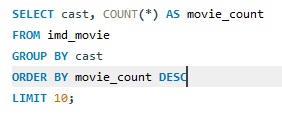 SELECT cast, COUNT(*) AS movie_count
FROM imd_movie
GROUP BY cast
ORDER BY movie_count DESC
LIMIT 10;